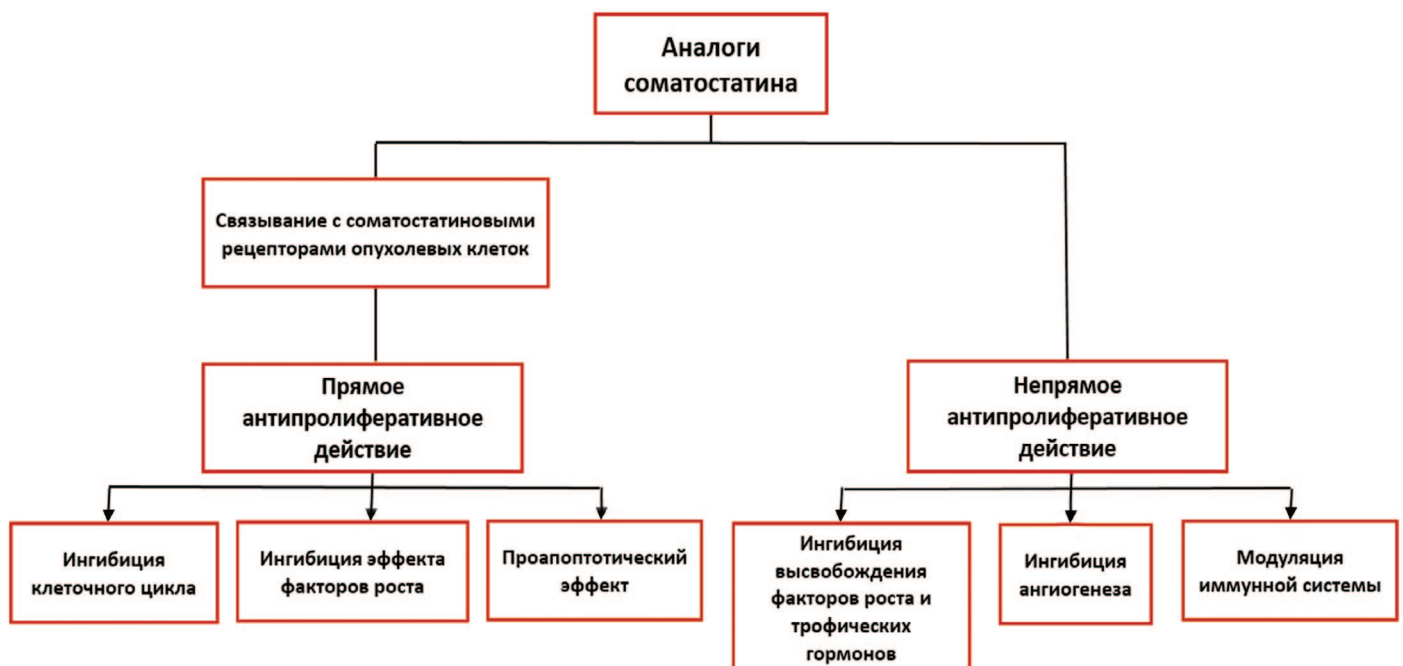 Аналоги
соматостатина
Связывание с соматостатиновыми
рецепторами опухолевых клеток
Прямое
антипролиферативное
действие
Непрямое
антипролиферативное
действие
Ингибиция
клеточного цикла
Ингибиция эффекта
факторов роста
Проапоптотический
эффект
Ингибиция
высвобождения
факторов роста и
трофических
гормонов
Ингибиция
ангиогенеза
Модуляция
иммунной системы